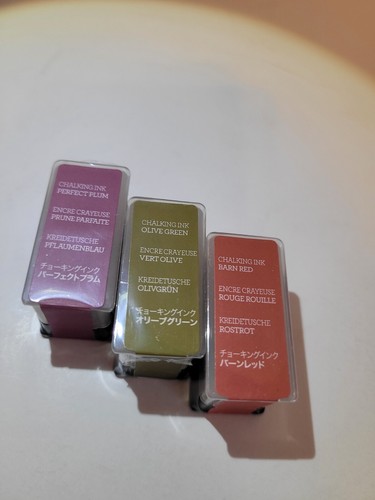 CHALKING INK
PERFECT PLUM
ENCRE CRAYEUSE
PRUNE PARFAITE
KREIDETUSCHE
PFLAUMENBLAU
チョーキングインク
パーフェクトプラム
CHALKING INK
OLIVE GREEN
ENCRE CRAYEUSE
VERT OLIVE
KREIDETUSCHE
OLIVGRÜN
チョーキングインク
オリーブグリーン
CHALKING INK
BARN RED
ENCRE CRAYEUSE
ROUGE ROUILLE
KREIDETUSCHE
ROSTROT
チョーキングインク
バーンレッド